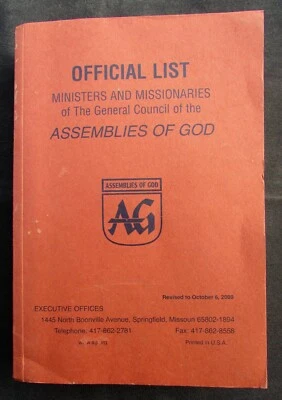 OFFICIAL LIST
MINISTERS AND MISSIONARIES
of The General Council of the
ASSEMBLIES OF GOD
ASSEMBLIES OF GOD
AG
Revised to October 6,
EXECUTIVE OFFICES
1445 North Boonville Avenue, Springfield, Missouri 65802-1894
Telephone: 417-862-2781 Fax: 417-862-8558
Printed in U.S.A.